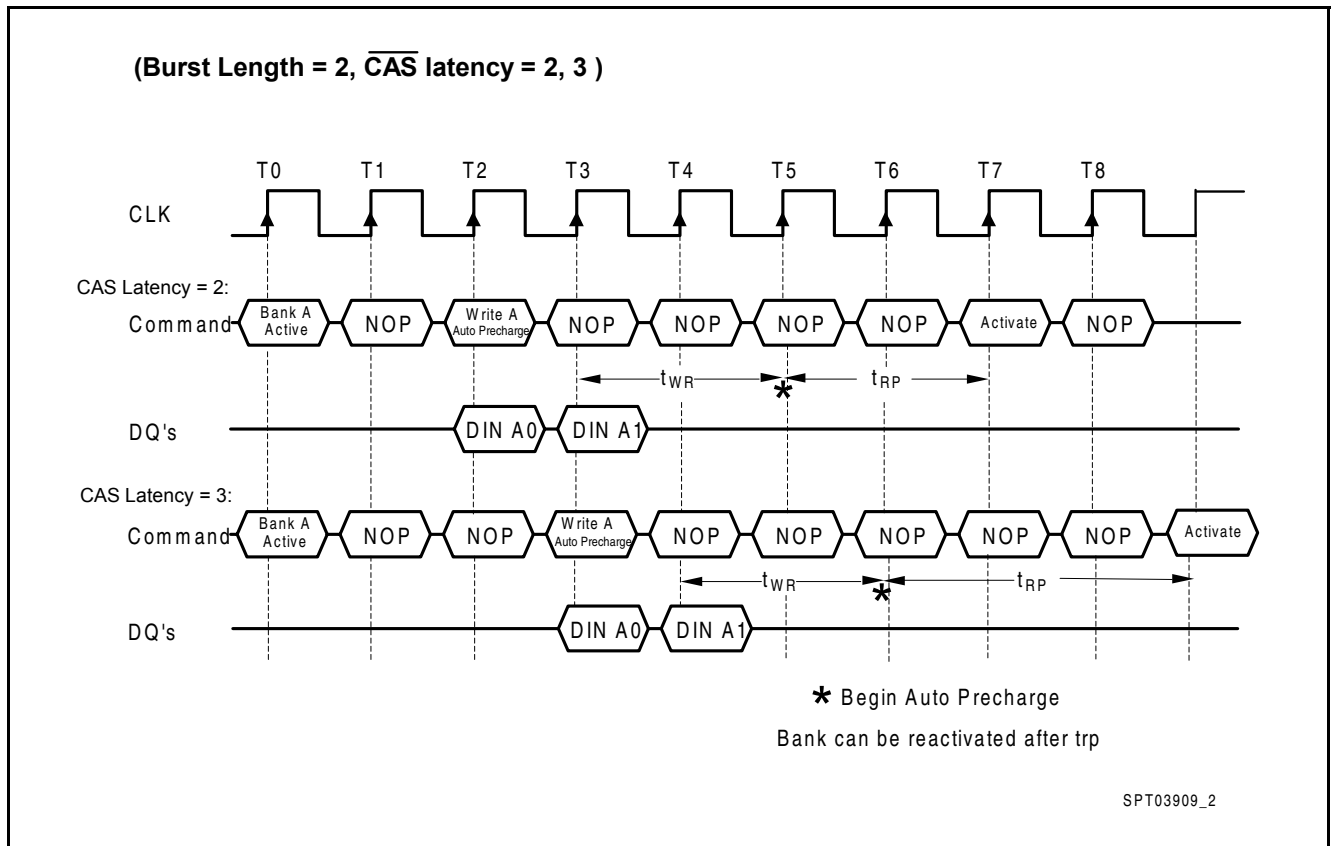 (Burst Length = 2, CAS latency = 2, 3 )
T0 T1 T2 T3 T4 T5 T6 T7 T8
CLK
CAS Latency = 2:
Command Bank A Active NOP Write A Auto Precharge NOP NOP NOP NOP Activate NOP
tWR tRP
*
DQ's DIN A0 DIN A1
CAS Latency = 3:
Command Bank A Active NOP NOP Write A Auto Precharge NOP NOP NOP NOP NOP Activate
tWR tRP
*
DQ's DIN A0 DIN A1
* Begin Auto Precharge
Bank can be reactivated after trp
SPT03909_2